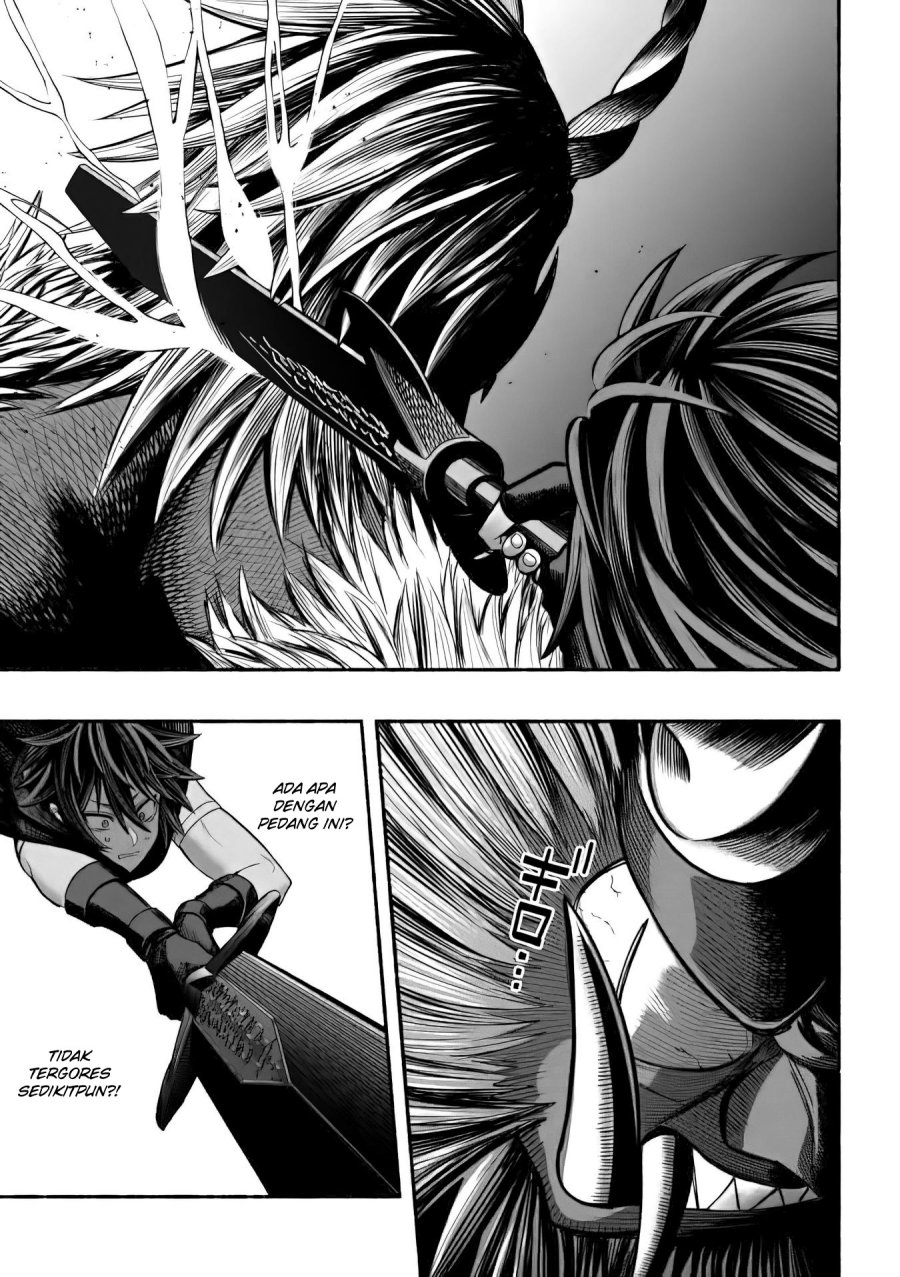 ギロ…
ADA APA
DENGAN
PEDANG INI?
TIDAK
TERGORES
SEDIKITPUN?!